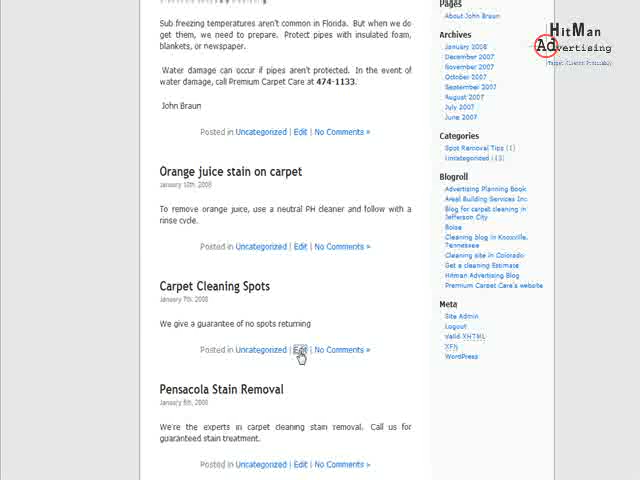 Sub freezing temperatures aren't common in Florida. But when we do
get them, we need to prepare. Protect pipes with insulated foam,
blankets, or newspaper.
Water damage can occur if pipes aren't protected. In the event of
water damage, call Premium Carpet Care at 474-1133.
John Braun
Posted in Uncategorized | Edit | No Comments »
Orange juice stain on carpet
January 10th, 2008
To remove orange juice, use a neutral PH cleaner and follow with a
rinse cycle.
Posted in Uncategorized | Edit | No Comments »
Carpet Cleaning Spots
January 7th, 2008
We give a guarantee of no spots returning
Posted in Uncategorized | Edit | No Comments »
Pensacola Stain Removal
January 6th, 2008
We're the experts in carpet cleaning stain removal. Call us for
guaranteed stain treatment.
Posted in Uncategorized | Edit | No Comments »
Pages
About John Braun
Archives
January 2008
December 2007
November 2007
October 2007
September 2007
August 2007
July 2007
June 2007
Categories
Spot Removal Tips (1)
Uncategorized (13)
Blogroll
Advertising Planning Book
Areal Building Services Inc.
Blog for carpet cleaning in
Jefferson City
Boise
Cleaning blog in Knoxville,
Tennessee
Cleaning site in Colorado
Get a cleaning Estimate
Hitman Advertising Blog
Premium Carpet Care's website
Meta
Site Admin
Logout
Valid XHTML
XFN
WordPress
HitMan
Advertising